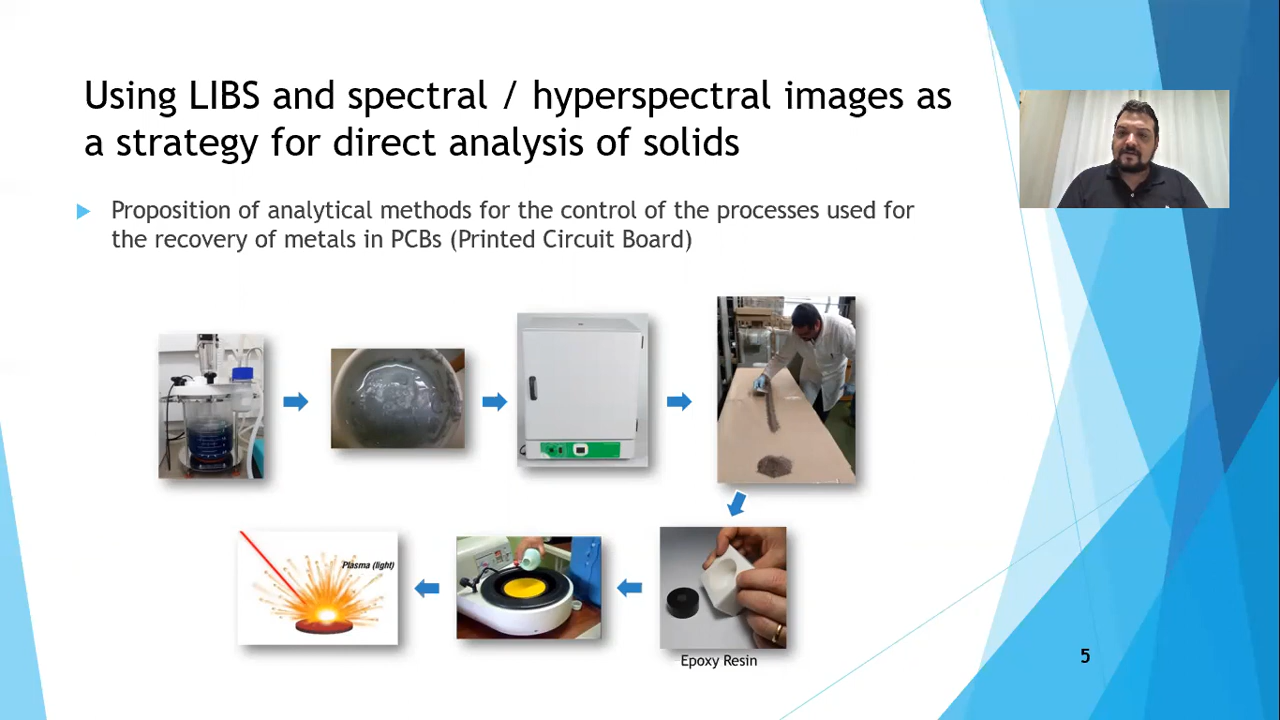 Using LIBS and spectral / hyperspectral images as
a strategy for direct analysis of solids
Proposition of analytical methods for the control of the processes used for
the recovery of metals in PCBs (Printed Circuit Board)
Plasma (light)
Epoxy Resin
5